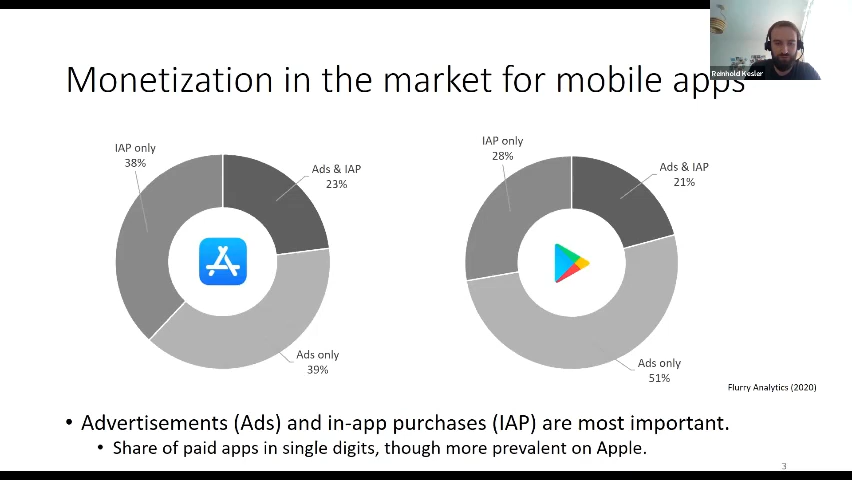 Reinhold Kesler
Monetization in the market for mobile apps
IAP only
38%
Ads & IAP
23%
Ads only
39%
IAP only
28%
Ads & IAP
21%
Ads only
51%
Flurry Analytics (2020)
• Advertisements (Ads) and in-app purchases (IAP) are most important.
• Share of paid apps in single digits, though more prevalent on Apple.
3